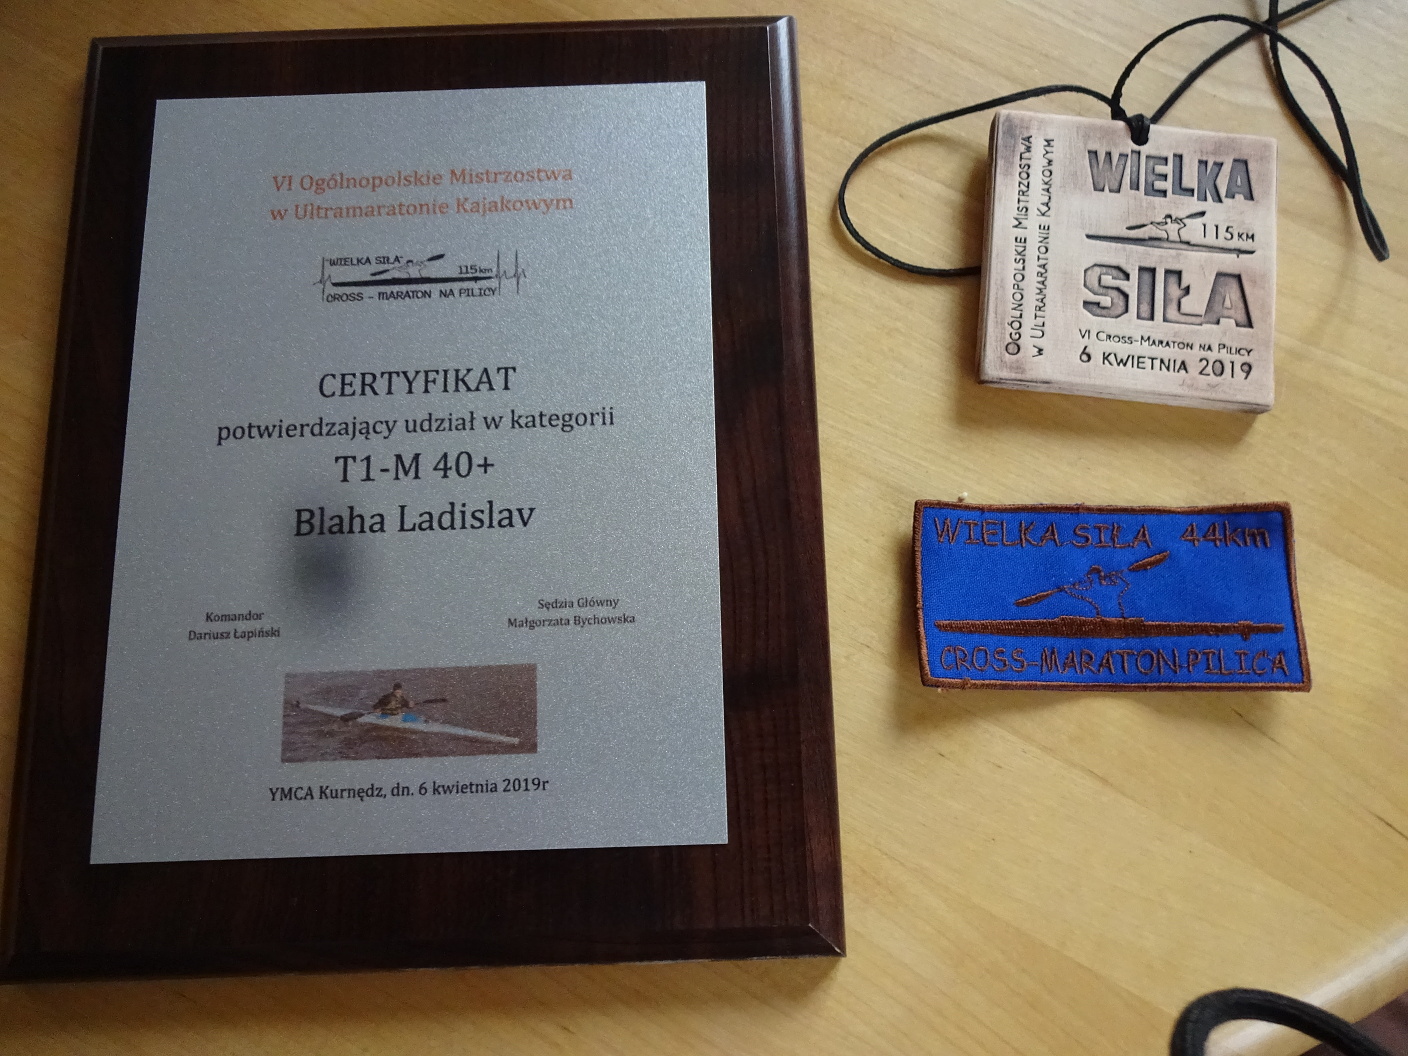 VI Ogólnopolskie Mistrzostwa
w Ultramaratonie Kajakowym
WIELKA SIŁA
115km
CROSS - MARATON NA PILICY
CERTYFIKAT
potwierdzający udział w kategorii
T1-M 40+
Blaha Ladislav
Komandor
Dariusz Łapiński
Sędzia Główny
Małgorzata Bychowska
YMCA Kurnędz, dn. 6 kwietnia 2019r
OGÓLNOPOLSKIE MISTRZOSTWA
W ULTRAMARATONIE KAJAKOWYM
WIELKA
115KM
SIŁA
VI CROSS-MARATON NA PILICY
6 KWIETNIA 2019
WIELKA SIŁA 44km
CROSS-MARATON-PILICA